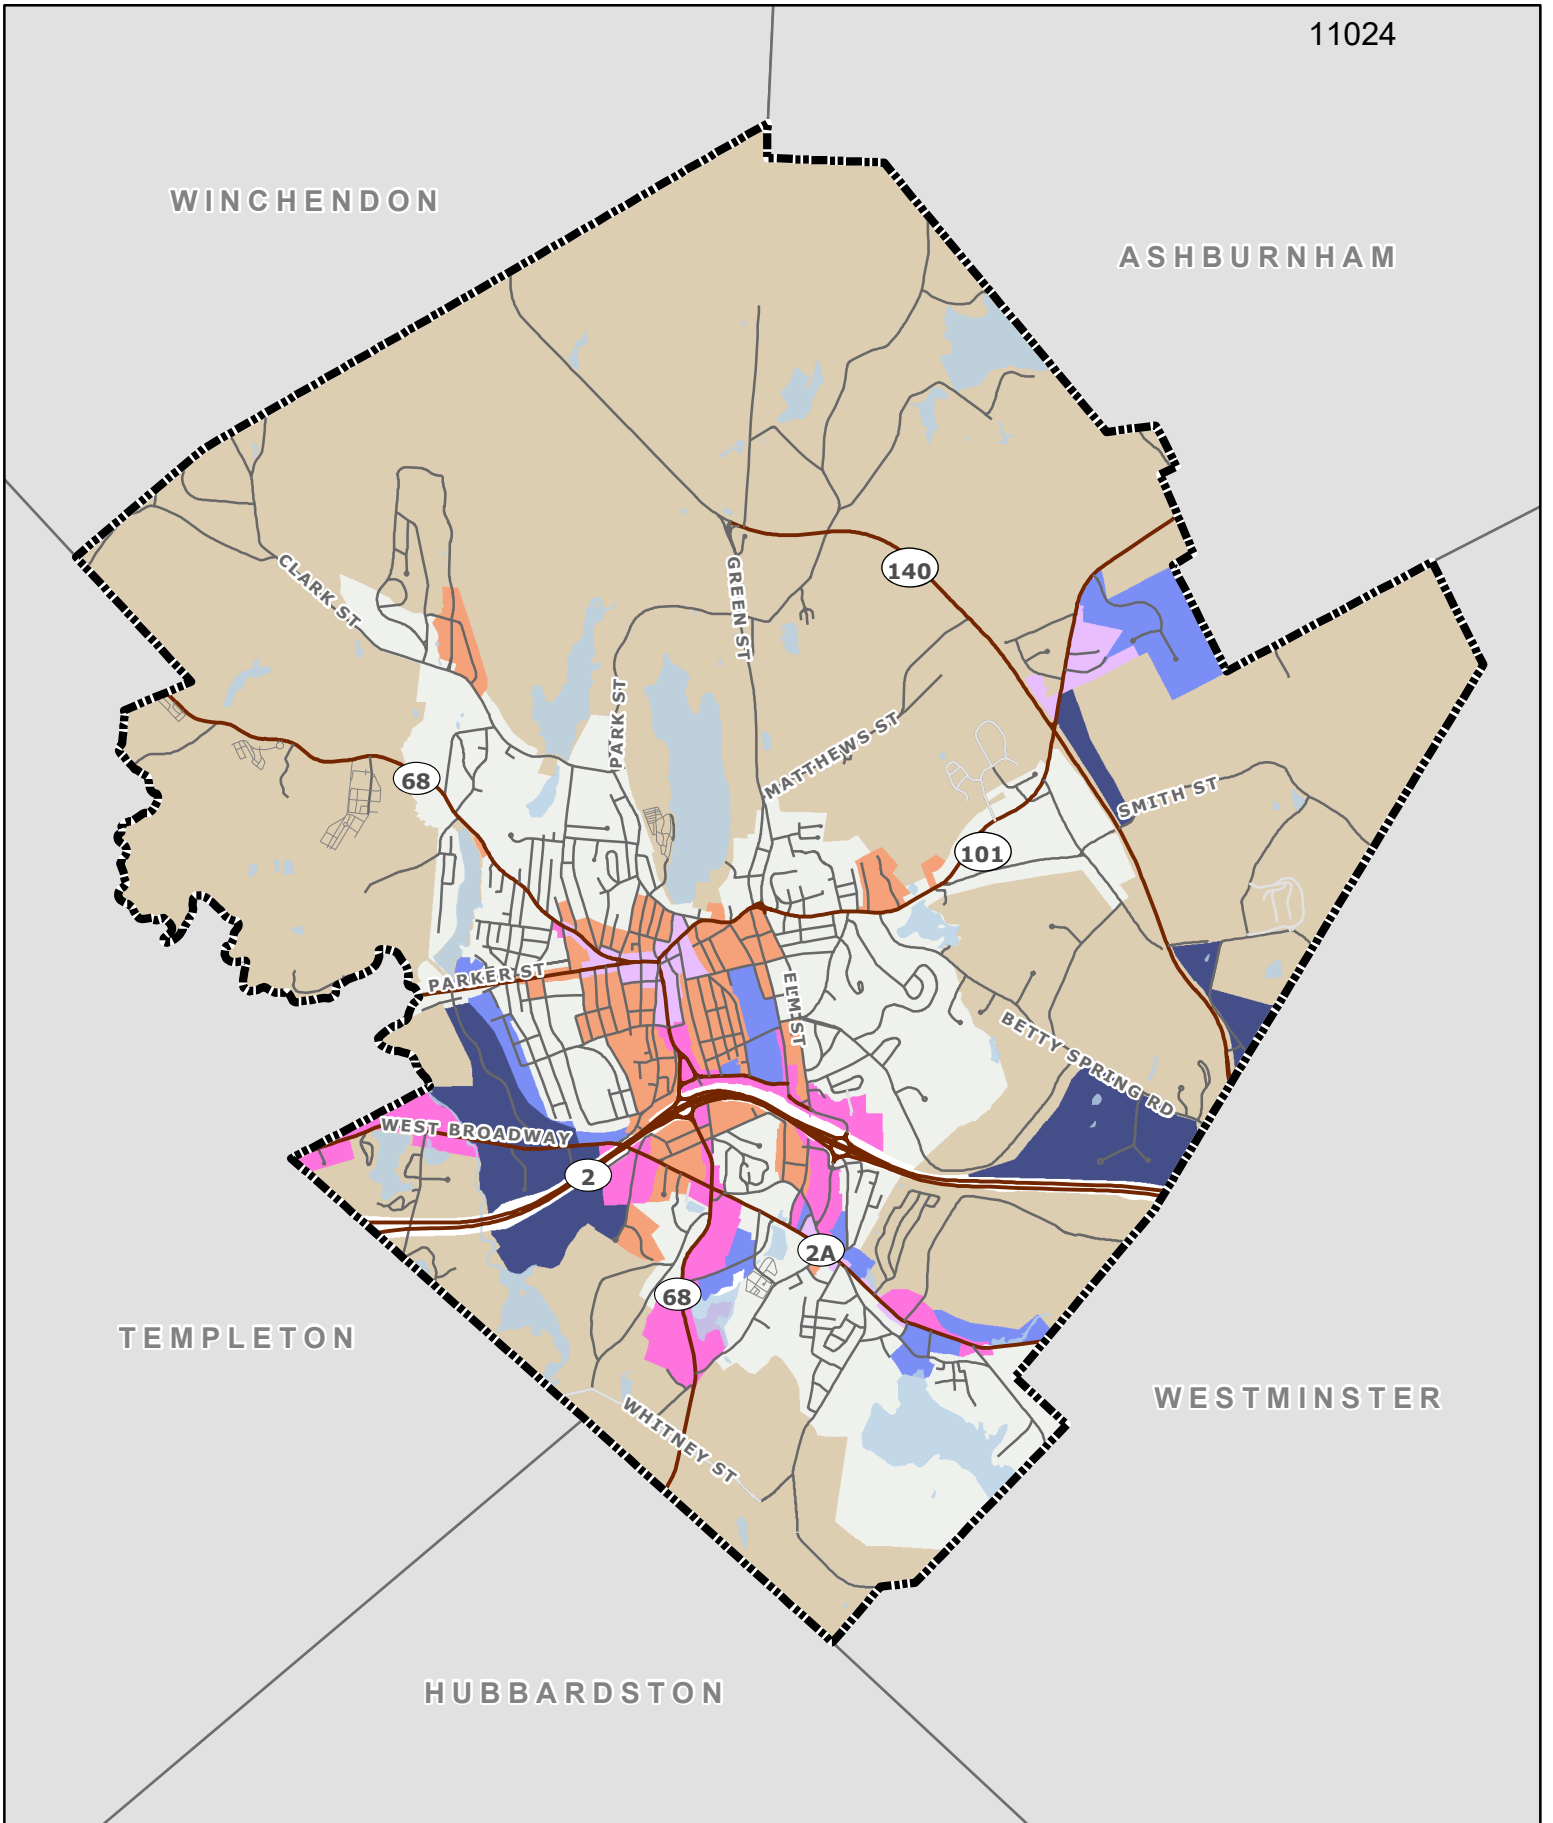 11024
WINCHENDON
ASHBURNHAM
CLARK ST
GREEN ST
140
PARK ST
MATTHEWS ST
68
SMITH ST
101
PARKER ST
ELM ST
BETTY SPRING RD
WEST BROADWAY
2
2A
68
TEMPLETON
WESTMINSTER
WHITNEY ST
HUBBARDSTON